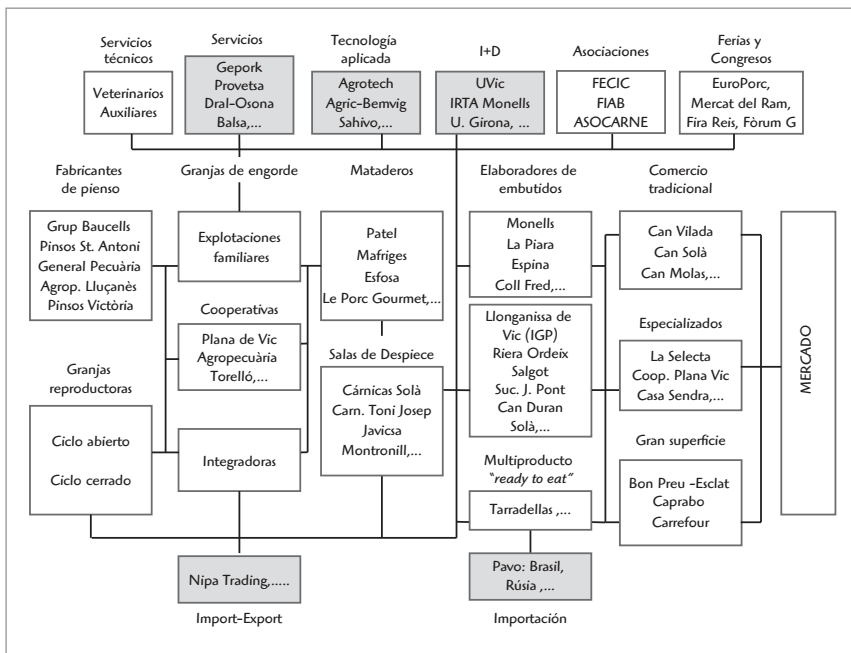 Servicios
técnicos
Veterinarios
Auxiliares
Servicios
Gepork
Provetsa
Dral-Osona
Balsa,...
Tecnología
aplicada
Agrotech
Agric-Bemvig
Sahivo,...
I+D
UVic
IRTA Monells
U. Girona, ...
Asociaciones
FECIC
FIAB
ASOCARNE
Ferias y
Congresos
EuroPorc,
Mercat del Ram,
Fira Reis, Fòrum G
Fabricantes
de pienso
Grup Baucells
Pinsos St. Antoni
General Pecuària
Agrop. Lluçanès
Pinsos Victòria
Granjas
reproductoras
Ciclo abierto
Ciclo cerrado
Granjas de engorde
Explotaciones
familiares
Cooperativas
Plana de Vic
Agropecuària
Torelló,...
Integradoras
Nipa Trading,.....
Import-Export
Mataderos
Patel
Mafriges
Esfosa
Le Porc Gourmet,...
Salas de Despiece
Cárnicas Solà
Carn. Toni Josep
Javicsa
Montronill,...
Elaboradores de
embutidos
Monells
La Piara
Espina
Coll Fred,...
Llonganissa de
Vic (IGP)
Riera Ordeix
Salgot
Suc. J. Pont
Can Duran
Solà,...
Multiproducto
"ready to eat"
Tarradellas ,...
Pavo: Brasil,
Rúsia ,...
Importación
Comercio
tradicional
Can Vilada
Can Solà
Can Molas,...
Especializados
La Selecta
Coop. Plana Vic
Casa Sendra,...
Gran superficie
Bon Preu -Esclat
Caprabo
Carrefour
MERCADO